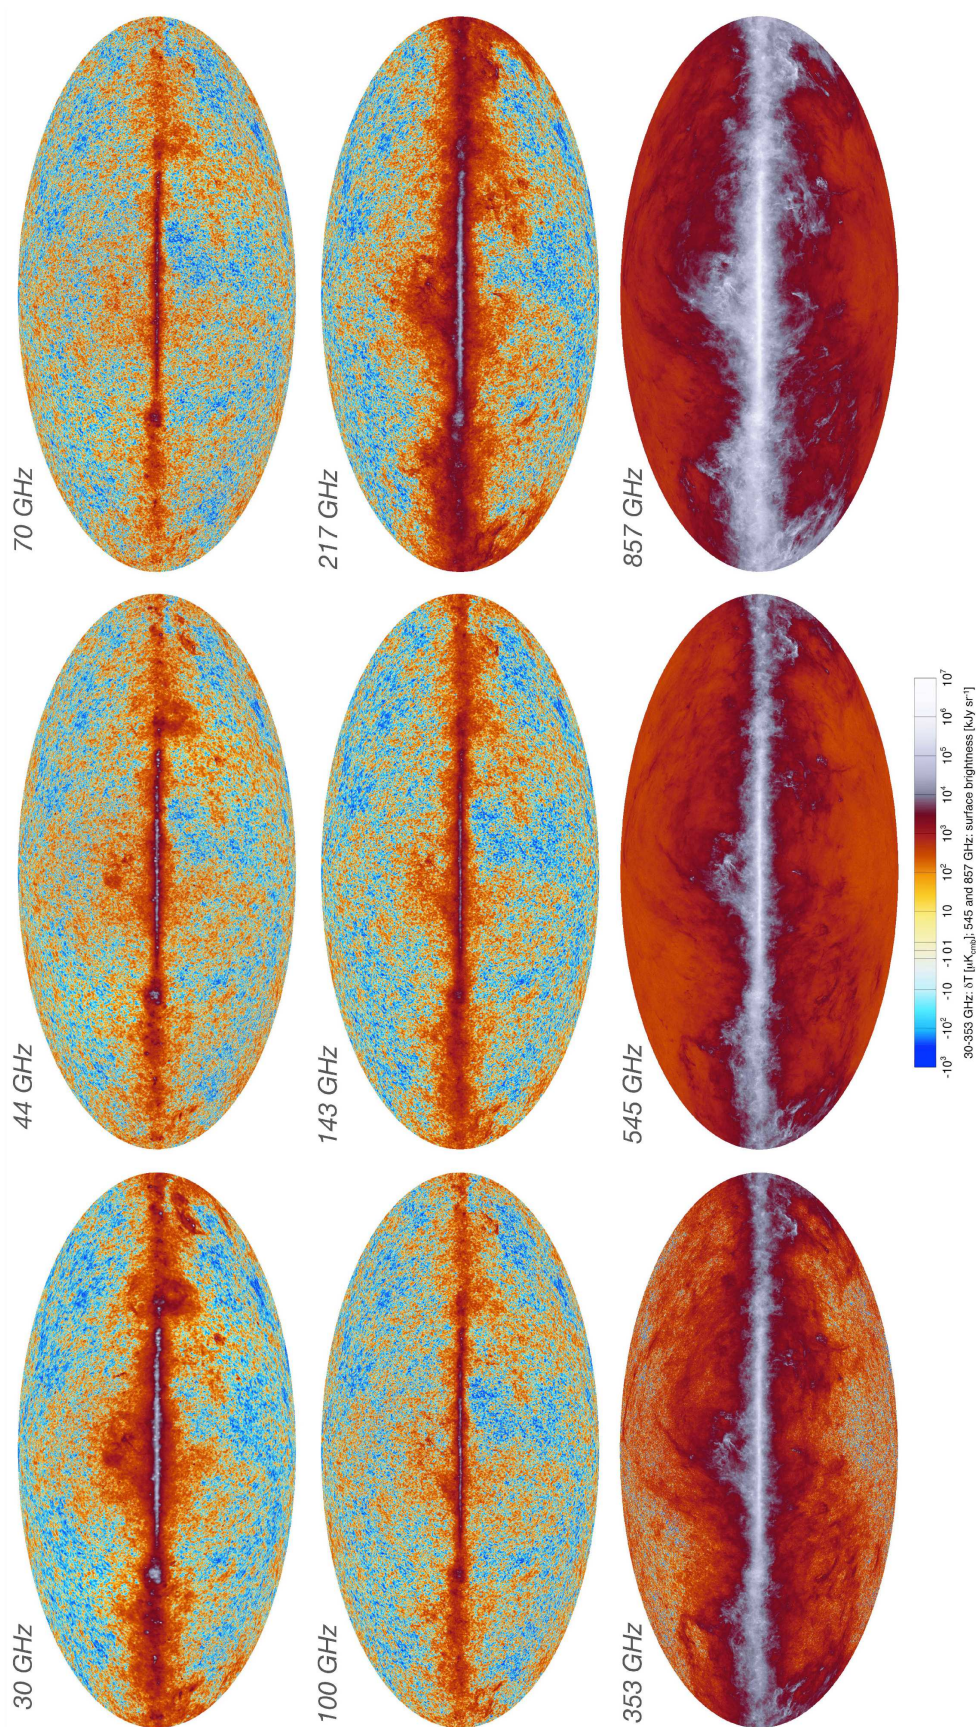 30 GHz
44 GHz
70 GHz
100 GHz
143 GHz
217 GHz
353 GHz
545 GHz
857 GHz
-10³ -10² -10 -1 0 1 10 10² 10³ 10⁴ 10⁵ 10⁶ 10⁷
30-353 GHz: δT [μK_cmb]; 545 and 857 GHz: surface brightness [kJy sr⁻¹]